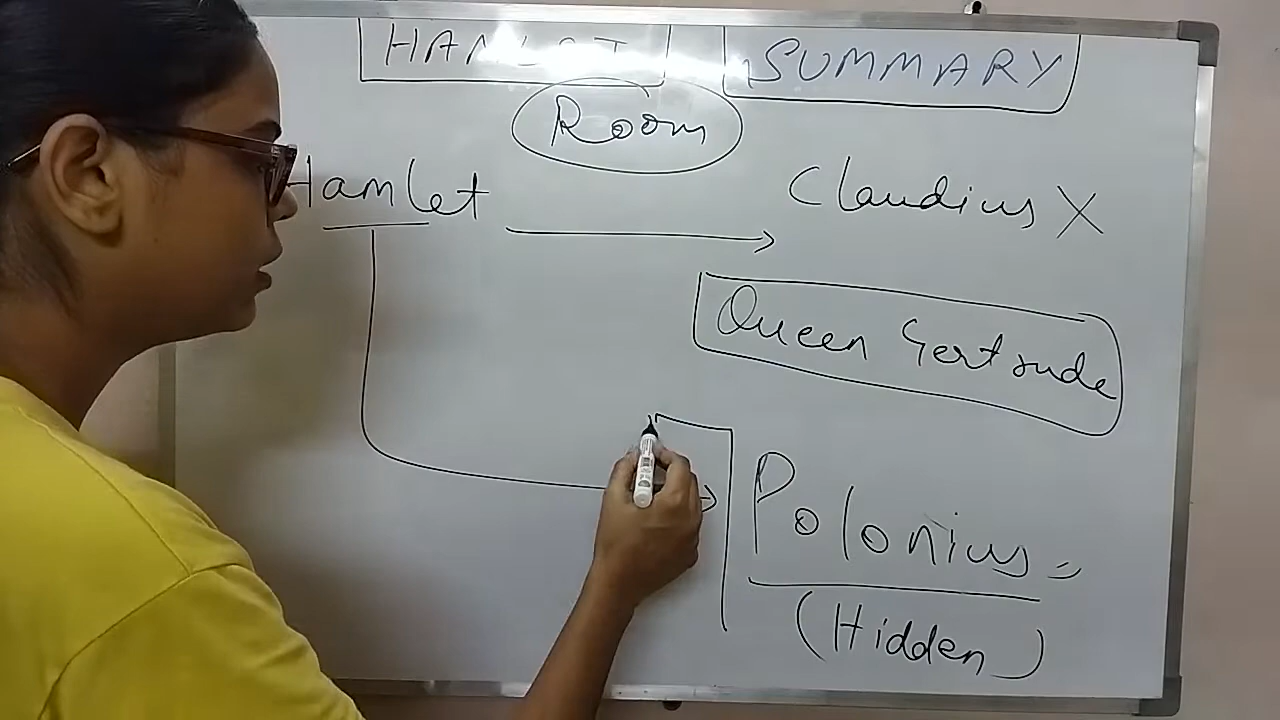 HAMLET SUMMARY
Room
Hamlet Claudius X
Queen Gertrude
Polonius
(Hidden)